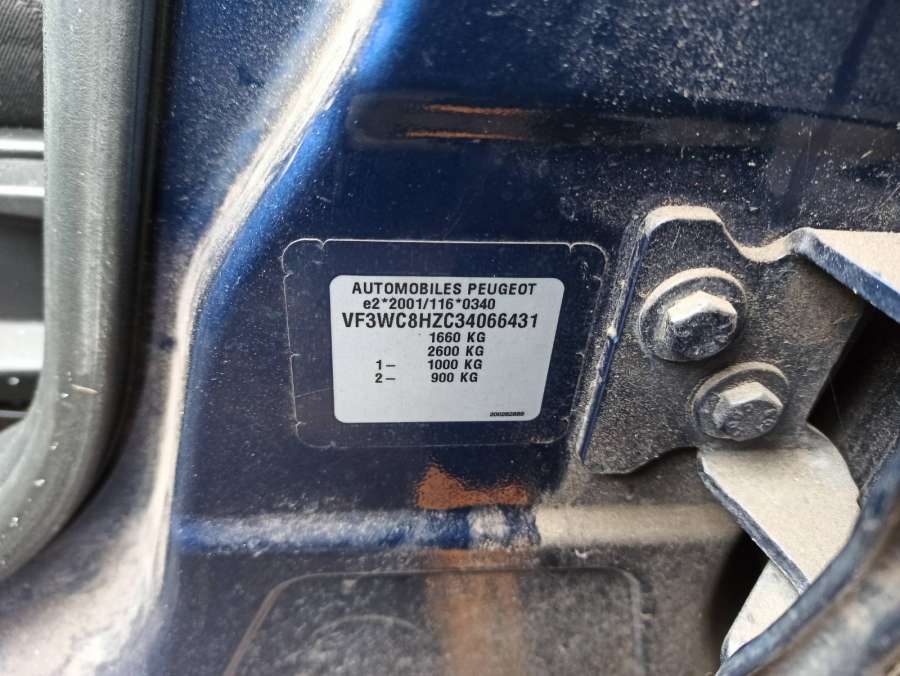 AUTOMOBILES PEUGEOT
e2*2001/116*0340
VF3WC8HZC34066431
1660 KG
2600 KG
1- 1000 KG
2- 900 KG